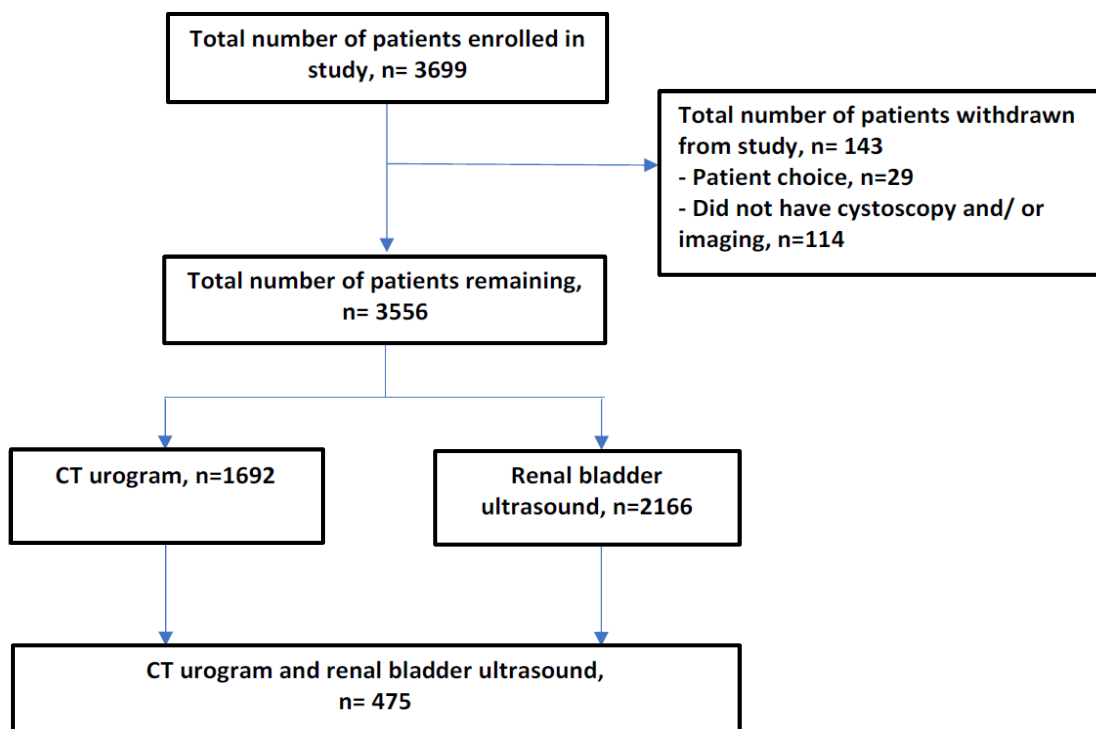 Total number of patients enrolled in
study, n= 3699
Total number of patients withdrawn
from study, n= 143
- Patient choice, n=29
- Did not have cystoscopy and/ or
imaging, n=114
Total number of patients remaining,
n= 3556
CT urogram, n=1692
Renal bladder
ultrasound, n=2166
CT urogram and renal bladder ultrasound,
n= 475